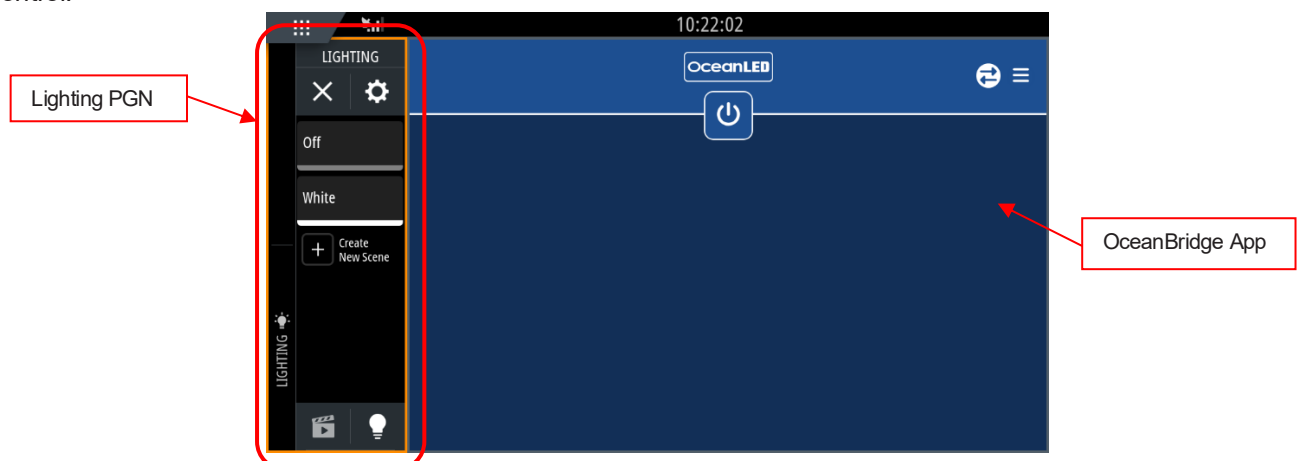 10:22:02
LIGHTING
OceanLED
Lighting PGN
Off
White
Create
New Scene
OceanBridge App
LIGHTING